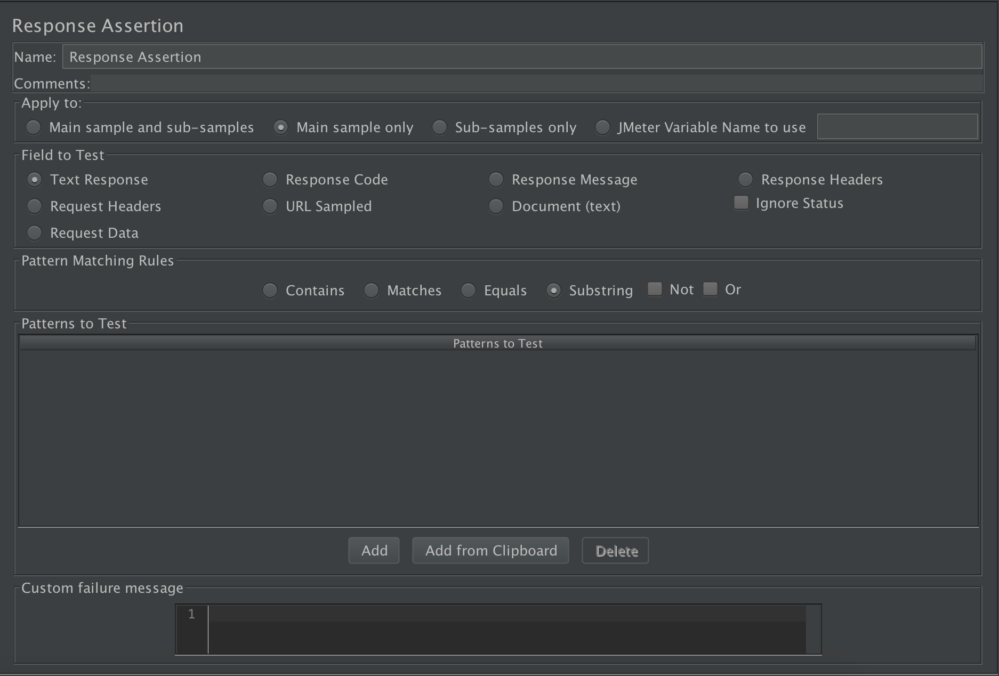 Response Assertion
Name: Response Assertion
Comments:
Apply to:
Main sample and sub-samples Main sample only Sub-samples only JMeter Variable Name to use
Field to Test
Text Response Response Code Response Message Response Headers
Request Headers URL Sampled Document (text) Ignore Status
Request Data
Pattern Matching Rules
Contains Matches Equals Substring Not Or
Patterns to Test
Patterns to Test
Add Add from Clipboard Delete
Custom failure message
1